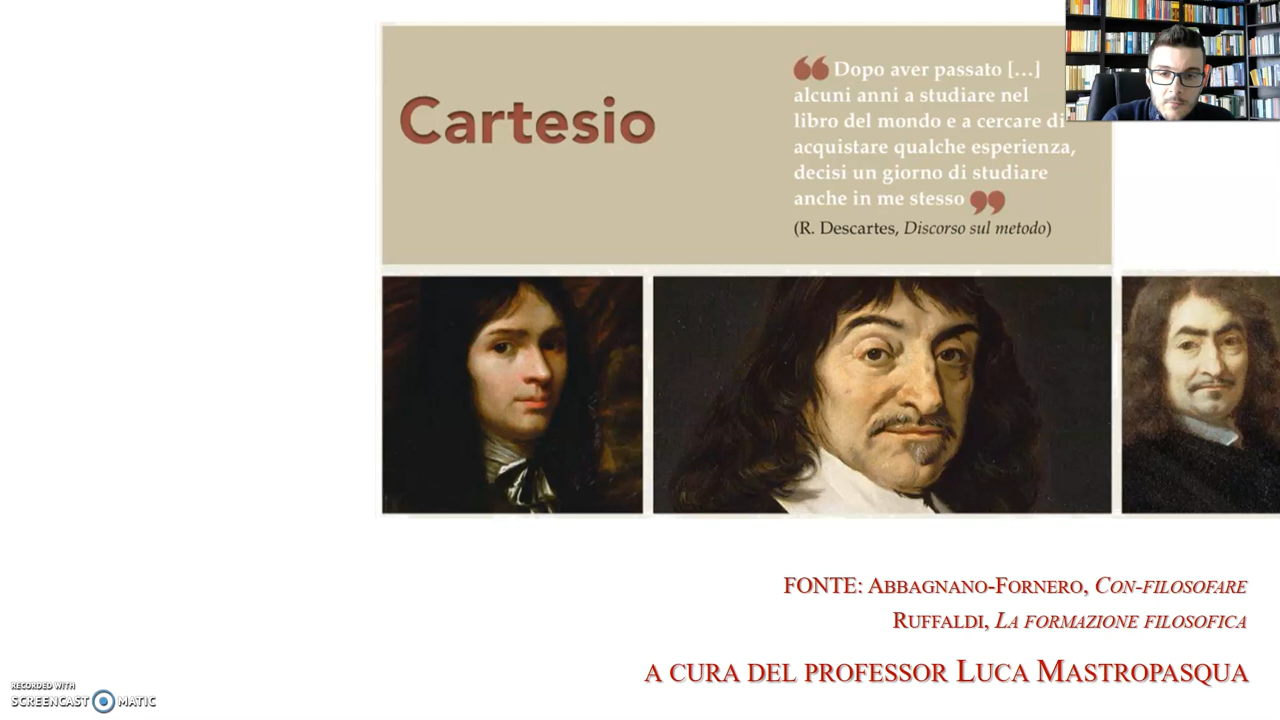 Cartesio
“ Dopo aver passato [...]
alcuni anni a studiare nel
libro del mondo e a cercare di
acquistare qualche esperienza,
decisi un giorno di studiare
anche in me stesso ”
(R. Descartes, Discorso sul metodo)
FONTE: ABBAGNANO-FORNERO, CON-FILOSOFARE
RUFFALDI, LA FORMAZIONE FILOSOFICA
A CURA DEL PROFESSOR LUCA MASTROPASQUA
RECORDED WITH
SCREENCAST MATIC